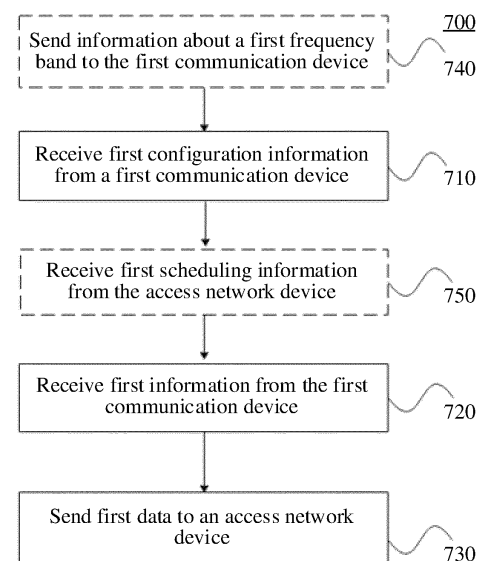 700
Send information about a first frequency
band to the first communication device
740
Receive first configuration information
from a first communication device
710
Receive first scheduling information
from the access network device
750
Receive first information from the first
communication device
720
Send first data to an access network
device
730